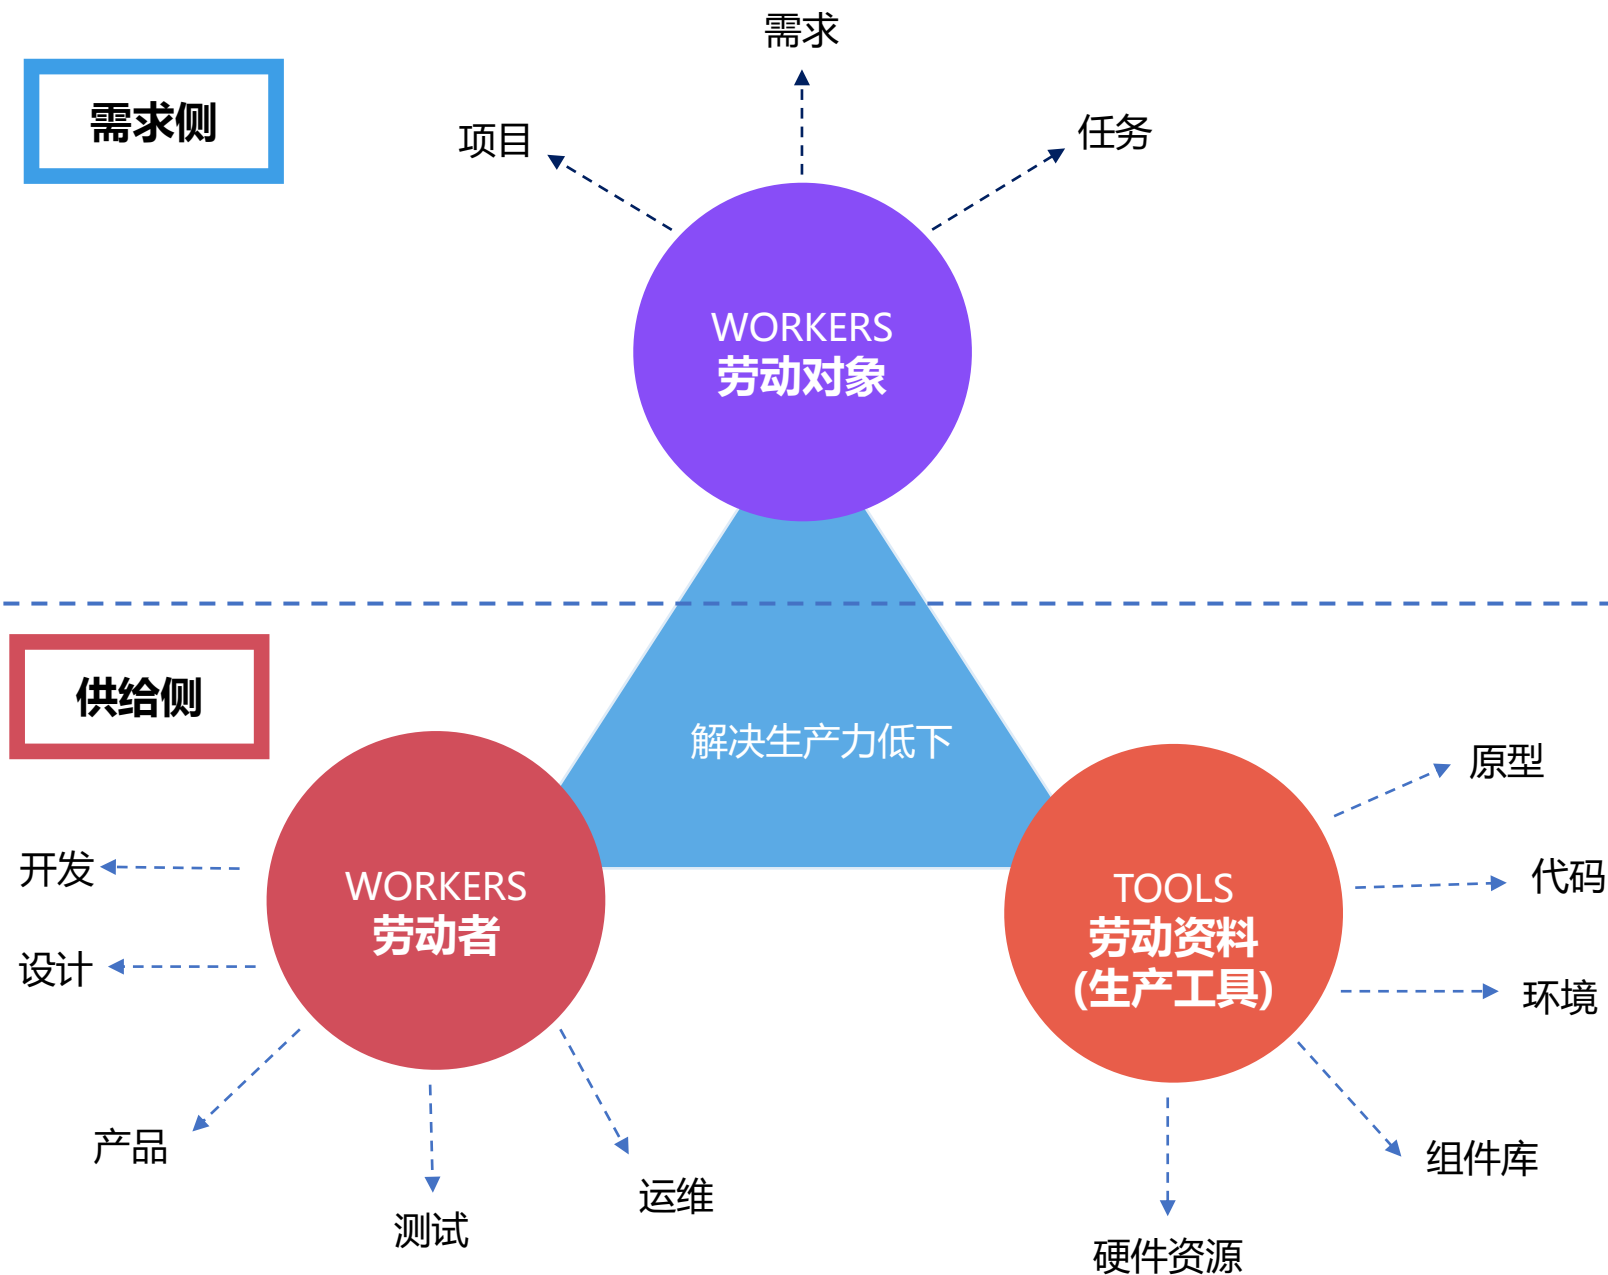 需求
需求侧
项目
任务
WORKERS
劳动对象
供给侧
解决生产力低下
原型
开发
WORKERS
劳动者
TOOLS
劳动资料
(生产工具)
代码
设计
环境
产品
组件库
运维
测试
硬件资源